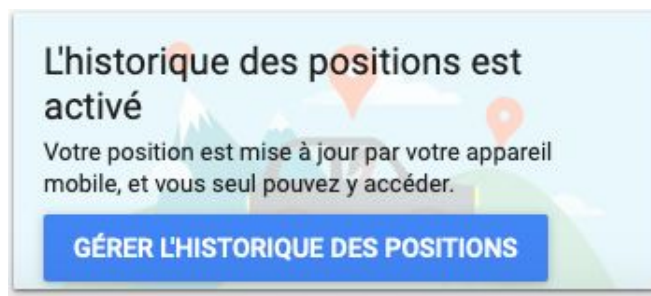 L'historique des positions est
activé
Votre position est mise à jour par votre appareil
mobile, et vous seul pouvez y accéder.
GÉRER L'HISTORIQUE DES POSITIONS